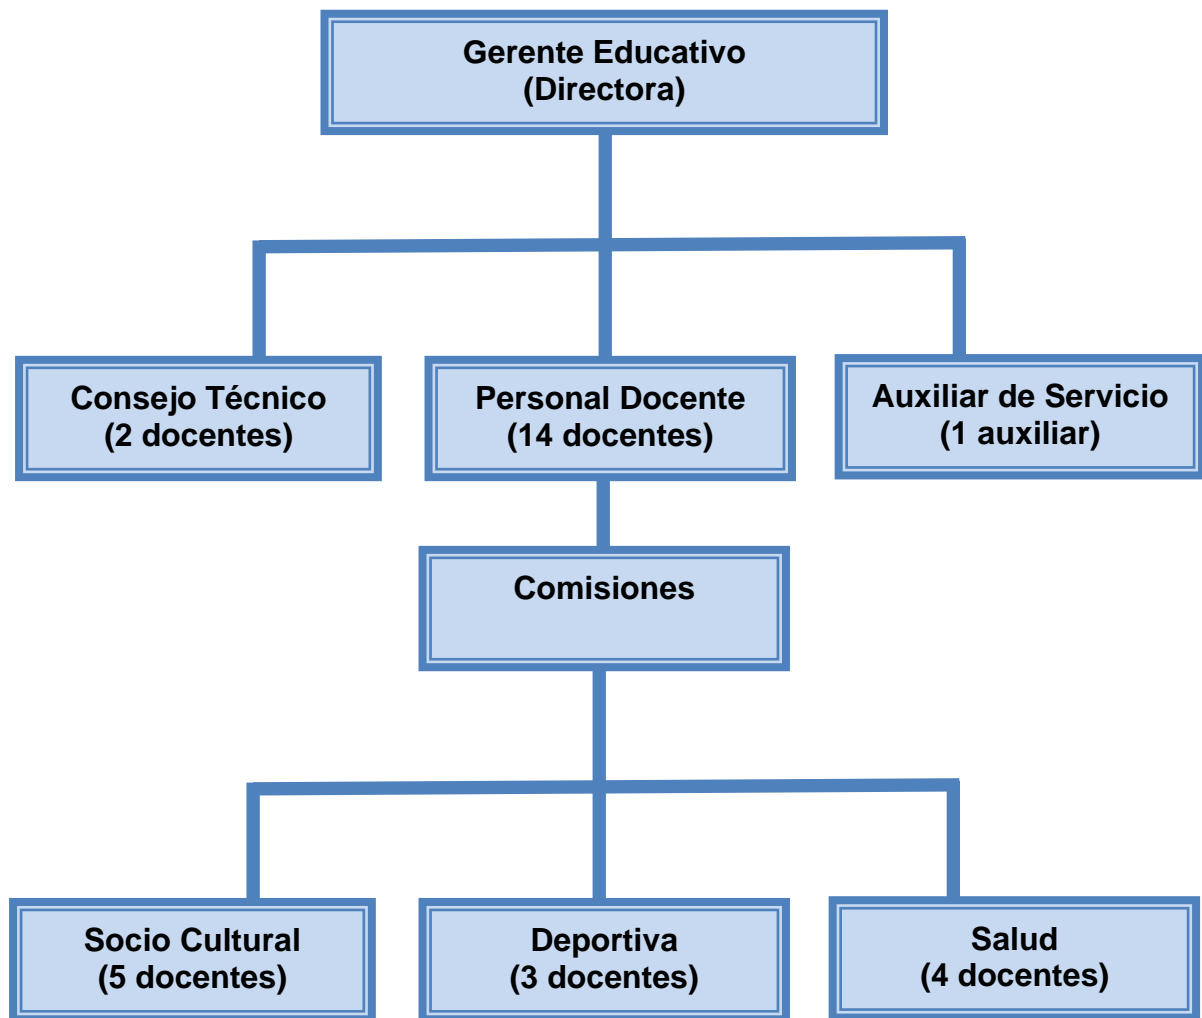 Gerente Educativo
(Directora)
Consejo Técnico
(2 docentes)
Personal Docente
(14 docentes)
Auxiliar de Servicio
(1 auxiliar)
Comisiones
Socio Cultural
(5 docentes)
Deportiva
(3 docentes)
Salud
(4 docentes)